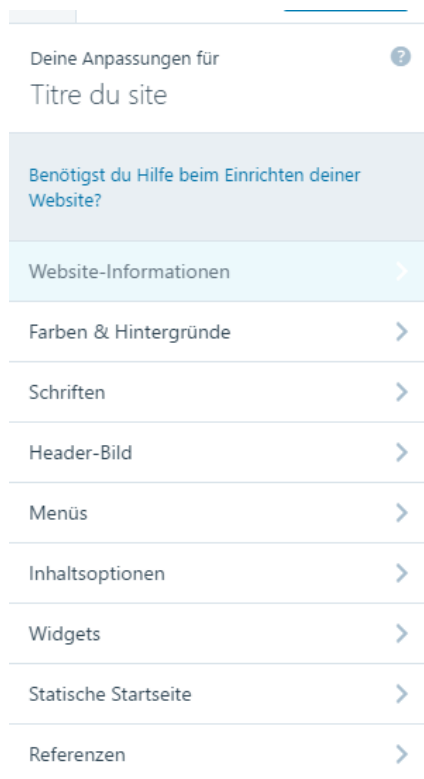 Deine Anpassungen für
Titre du site
Benötigst du Hilfe beim Einrichten deiner
Website?
Website-Informationen
Farben & Hintergründe
Schriften
Header-Bild
Menüs
Inhaltsoptionen
Widgets
Statische Startseite
Referenzen